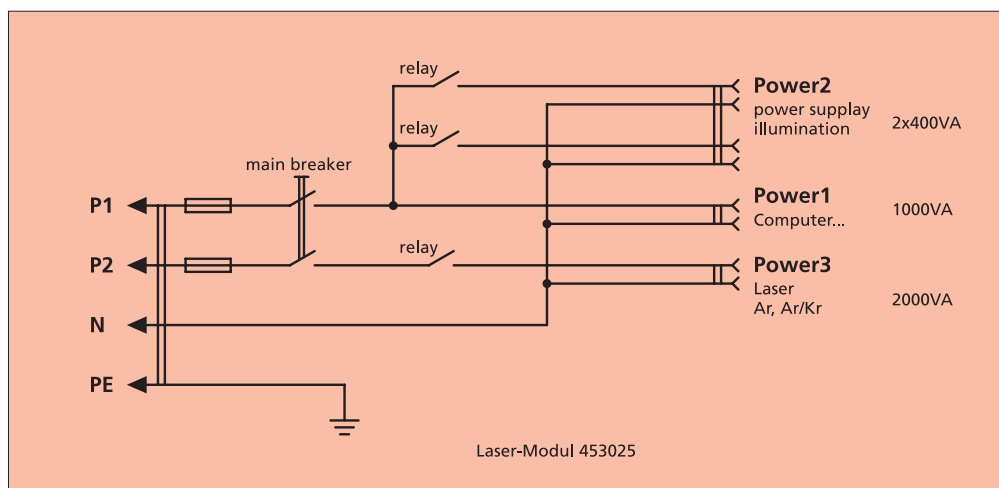 relay
Power2
power supplay
illumination
2x400VA
relay
main breaker
P1
Power1
Computer...
1000VA
P2
relay
Power3
Laser
Ar, Ar/Kr
2000VA
N
PE
Laser-Modul 453025